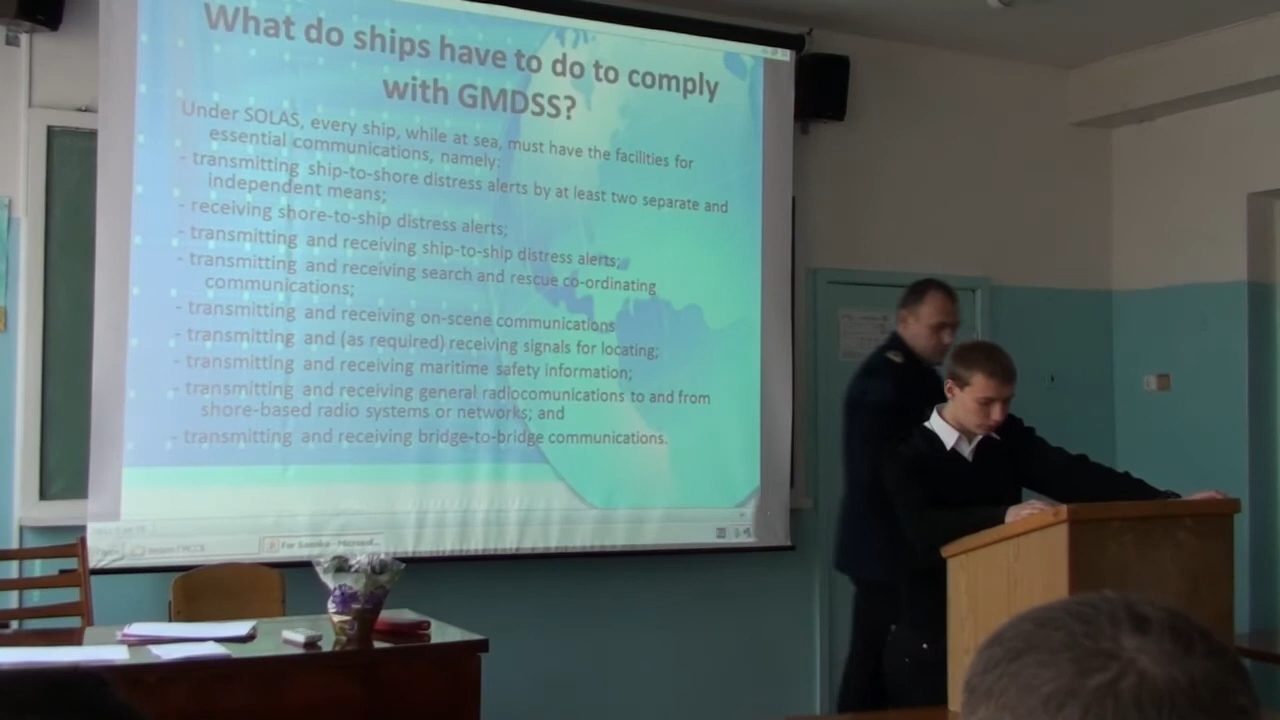 What do ships have to do to comply
with GMDSS?
Under SOLAS, every ship, while at sea, must have the facilities for
essential communications, namely:
- transmitting ship-to-shore distress alerts by at least two separate and
independent means;
- receiving shore-to-ship distress alerts;
- transmitting and receiving ship-to-ship distress alerts;
- transmitting and receiving search and rescue co-ordinating
communications;
- transmitting and receiving on-scene communications
- transmitting and (as required) receiving signals for locating;
- transmitting and receiving maritime safety information;
- transmitting and receiving general radiocomunications to and from
shore-based radio systems or networks; and
- transmitting and receiving bridge-to-bridge communications.